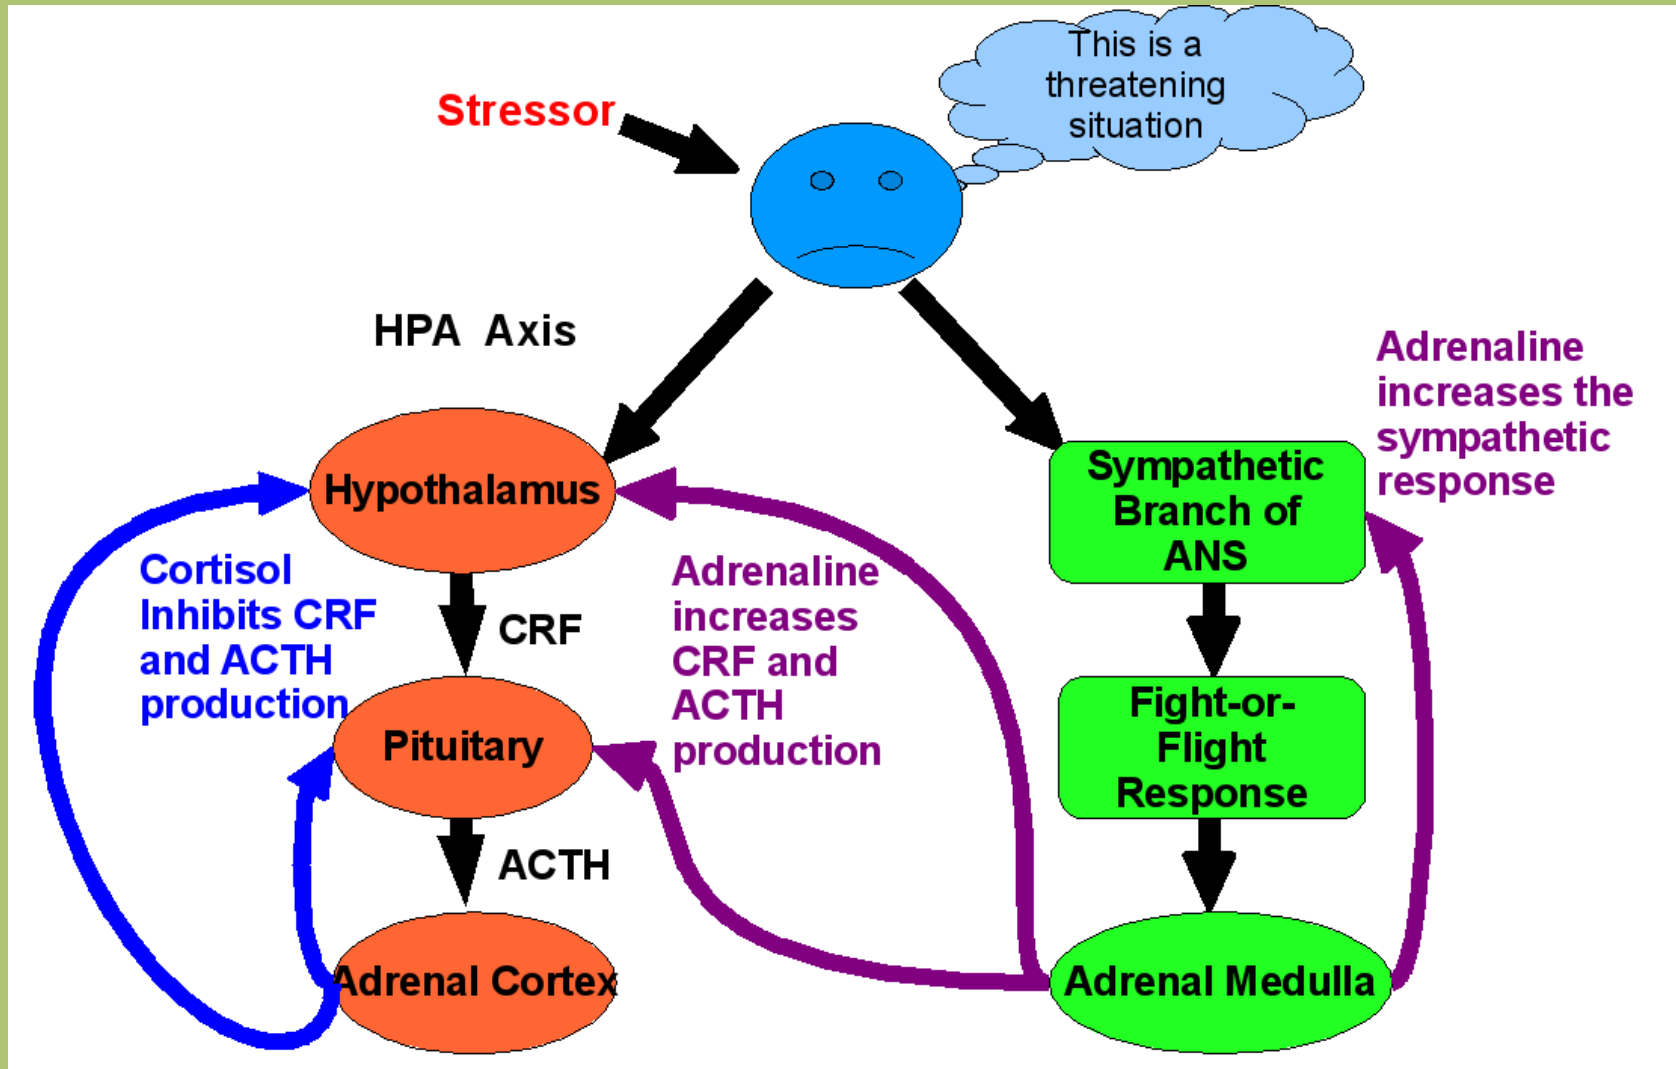 This is a
threatening
situation
Stressor
HPA  Axis
Adrenaline
increases the
sympathetic
response
Hypothalamus
Sympathetic
Branch of
ANS
Cortisol
Inhibits CRF
and ACTH
production
CRF
Adrenaline
increases
CRF and
ACTH
production
Pituitary
Fight-or-
Flight
Response
ACTH
Adrenal Cortex
Adrenal Medulla